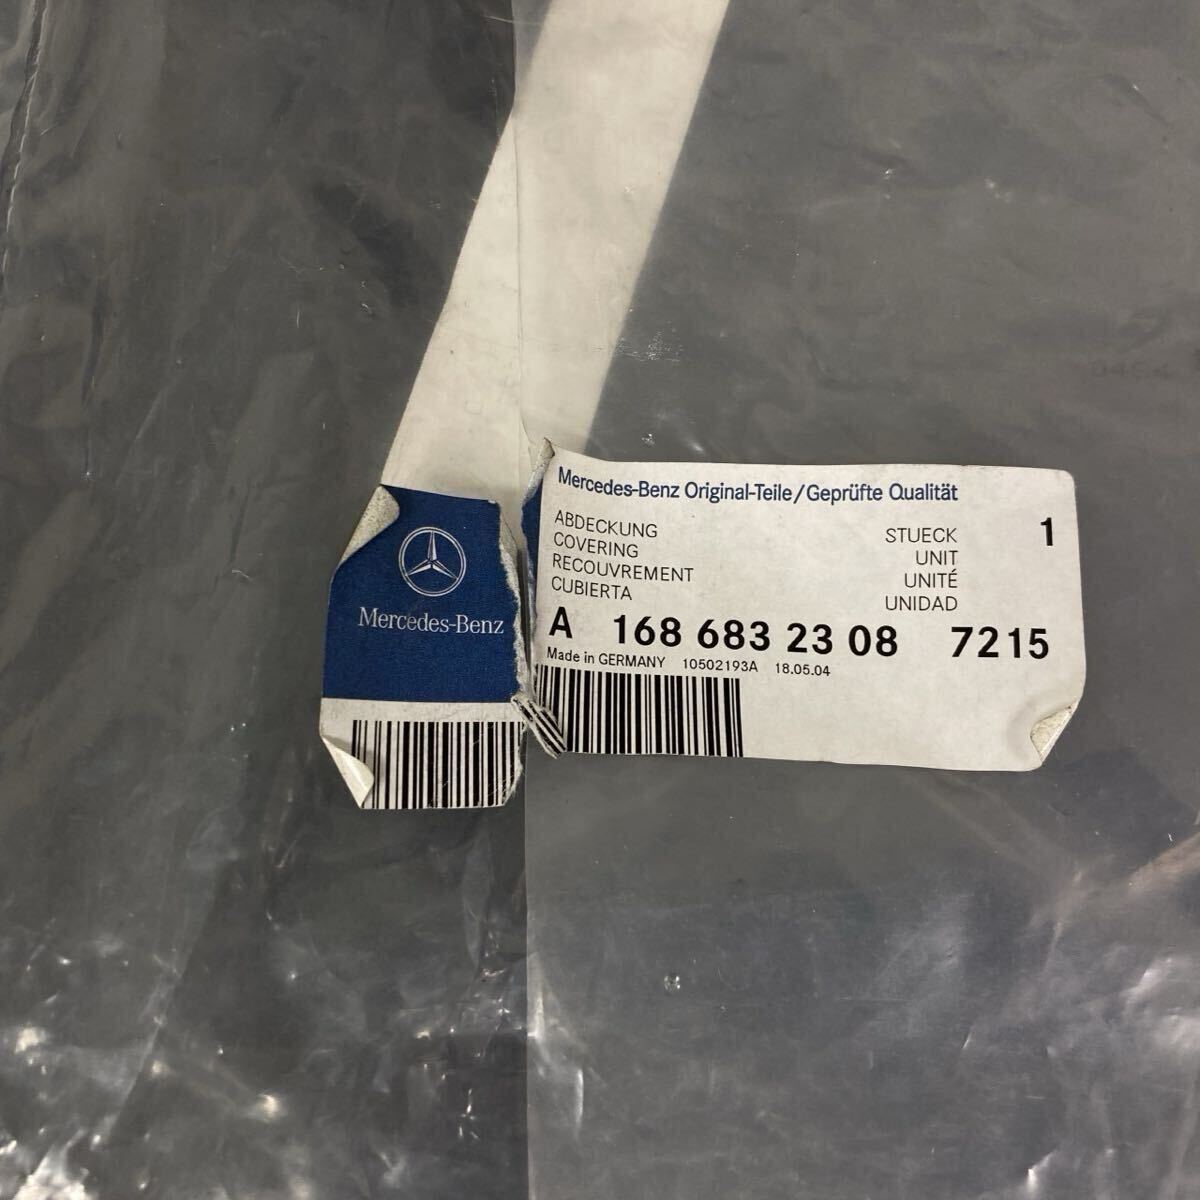 Mercedes-Benz
Mercedes-Benz Original-Teile/Geprüfte Qualität
ABDECKUNG STUECK 1
COVERING UNIT
RECOUVREMENT UNITÉ
CUBIERTA UNIDAD
A 168 683 23 08 7215
Made in GERMANY 10502193A 18.05.04